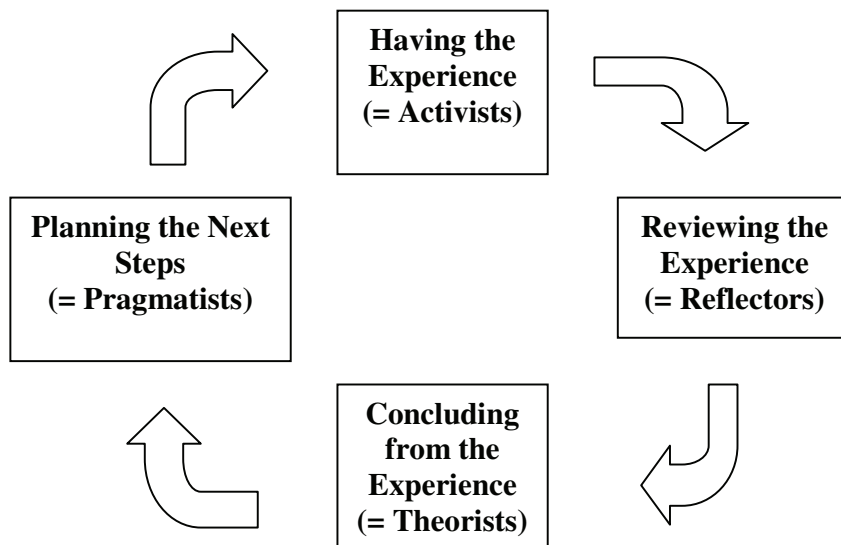 Having the
Experience
(= Activists)
Planning the Next
Steps
(= Pragmatists)
Reviewing the
Experience
(= Reflectors)
Concluding
from the
Experience
(= Theorists)